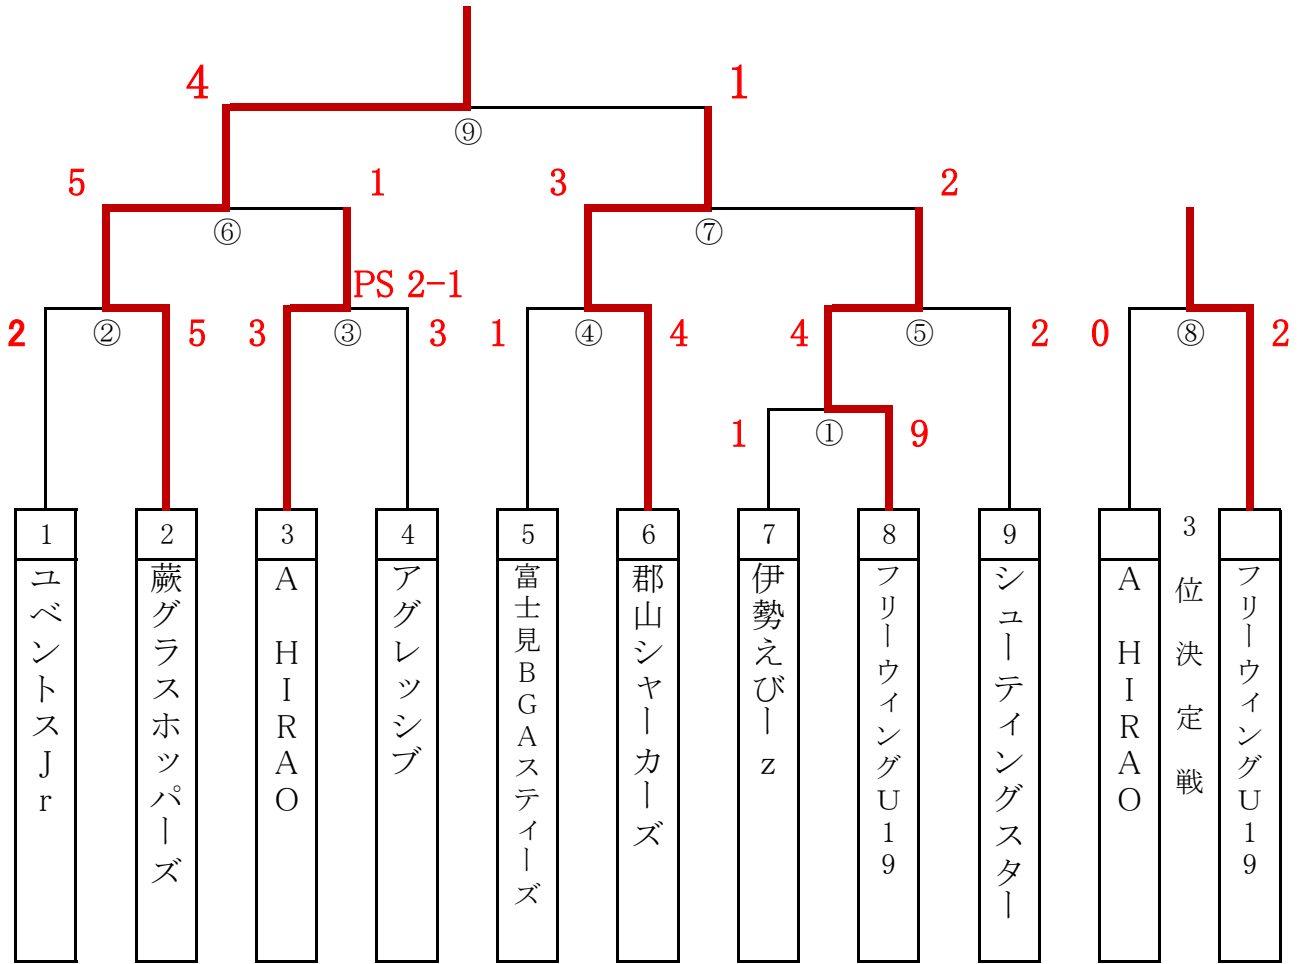 4 1
⑨
5 1 3 2
⑥ ⑦
PS 2-1
2 ② 5 3 ③ 3 1 ④ 4 4 ⑤ 2 0 ⑧ 2
1 ① 9
1 2 3 4 5 6 7 8 9
ユベントスJr
蕨グラスホッパーズ
A HIRAO
アグレッシブ
富士見BGAスティーズ
郡山シャーカーズ
伊勢えびーz
フリーウィングU19
シューティングスター
A HIRAO
3位決定戦
フリーウィングU19